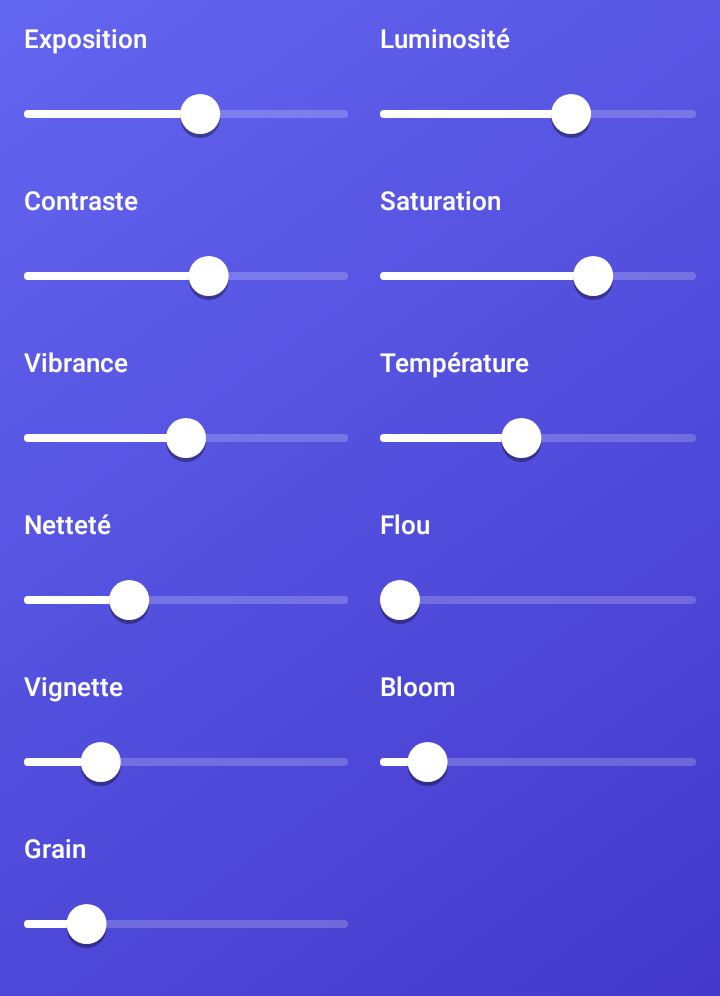 Exposition
Luminosité
Contraste
Saturation
Vibrance
Température
Netteté
Flou
Vignette
Bloom
Grain